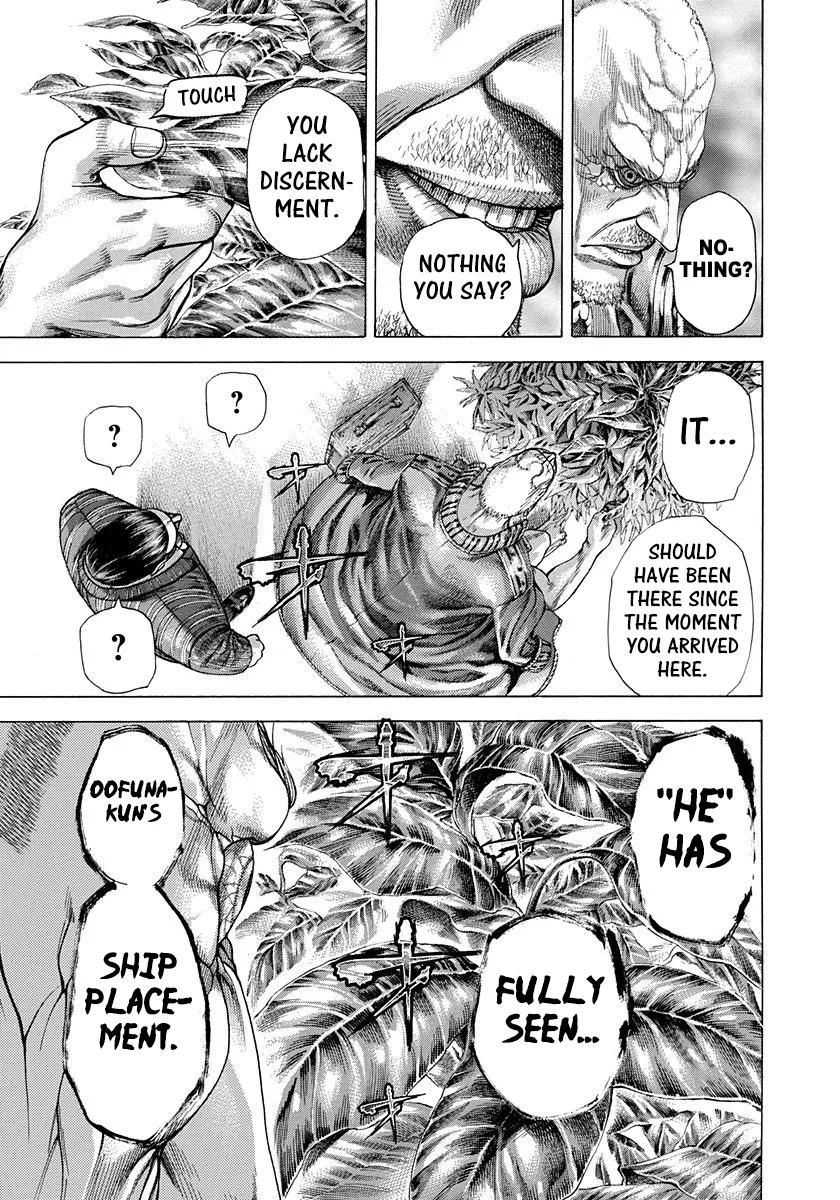 NO-
THING?
NOTHING
YOU SAY?
YOU
LACK
DISCERN-
MENT.
TOUCH
IT...
SHOULD
HAVE BEEN
THERE SINCE
THE MOMENT
YOU ARRIVED
HERE.
?
?
?
"HE"
HAS
FULLY
SEEN...
OOFUNA-
KUN'S
SHIP
PLACE-
MENT.